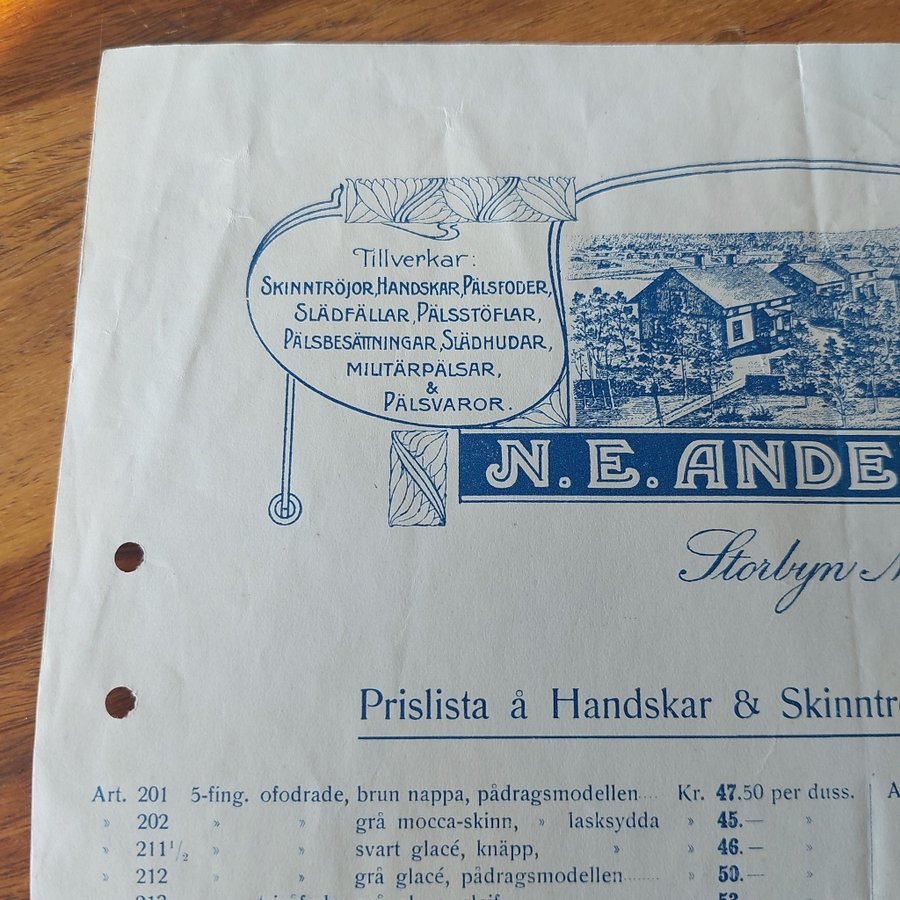 Tillverkar:
Skinntröjor, Handskar, Pälsfoder,
Slädfällar, Pälsstöflar,
Pälsbesättningar, Slädhudar,
Militärpälsar,
&
Pälsvaror.
N. E. ANDE
Storbyn
Prislista å Handskar & Skinntr
Art. 201 5-fing. ofodrade, brun nappa, pådragsmodellen .... Kr. 47.50 per duss.
» 202 » » grå mocca-skinn, » lasksydda » 45.— »
» 211 1/2 » » svart glacé, knäpp, » » 46.— »
» 212 » » grå glacé, pådragsmodellen ........ » 50.— »